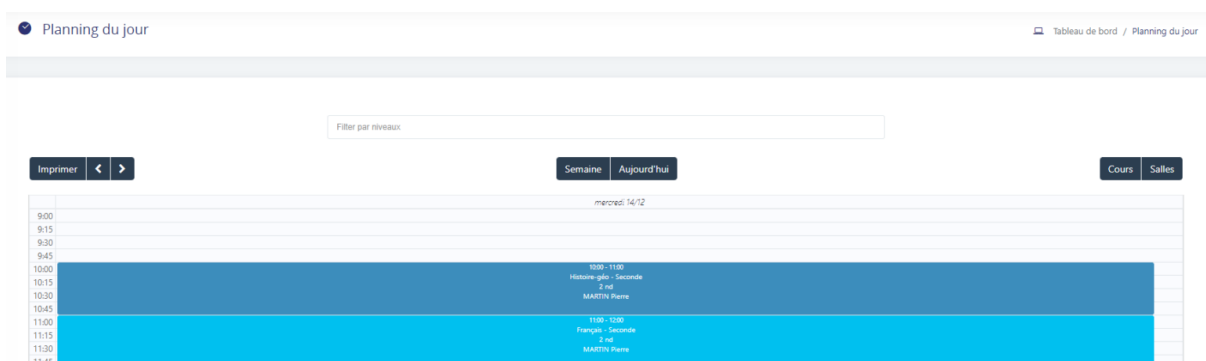 Planning du jour
Tableau de bord / Planning du jour
Filter par niveaux
Imprimer
Semaine Aujourd'hui
Cours Salles
mercredi 14/12
9:00
9:15
9:30
9:45
10:00
10:00 - 11:00
Histoire-géo - Seconde
10:15
2 nd
10:30
MARTIN Pierre
10:45
11:00
11:00 - 12:00
Français - Seconde
11:15
2 nd
11:30
MARTIN Pierre
11:45